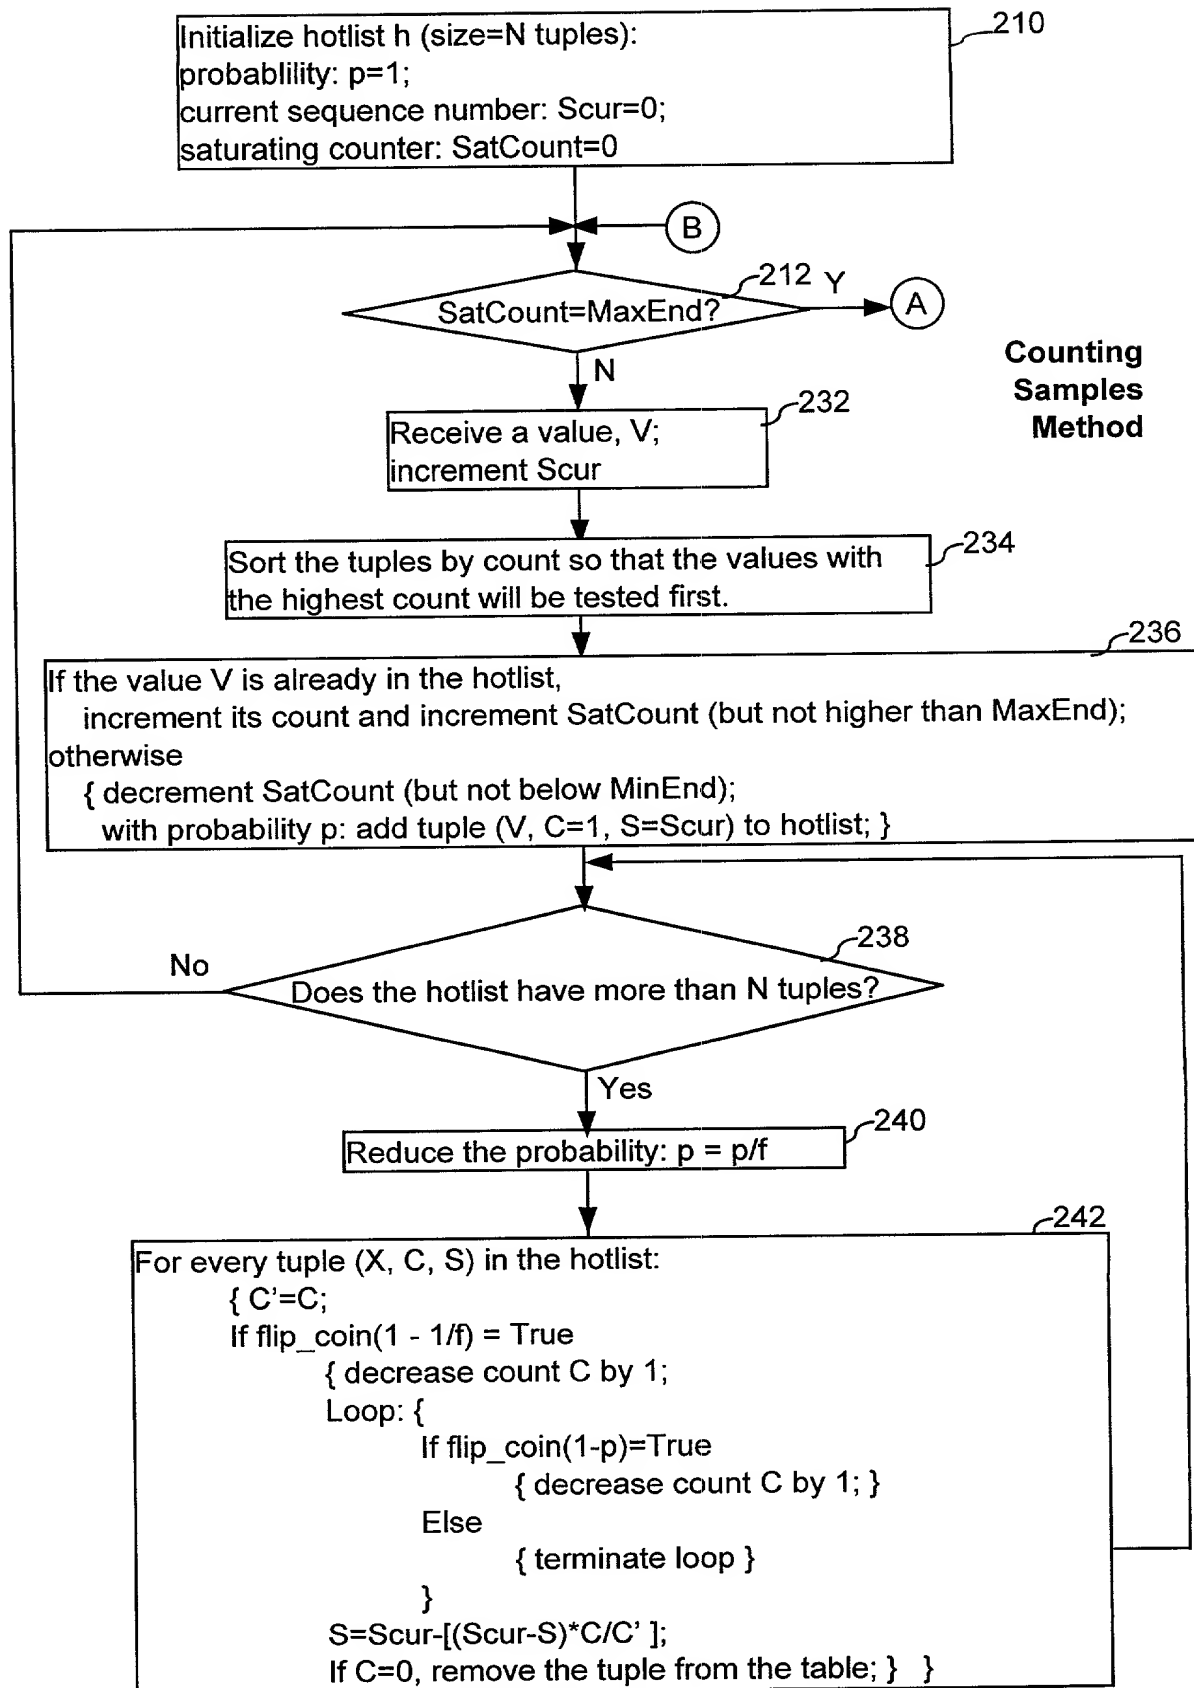 Initialize hotlist h (size=N tuples):
probablility: p=1;
current sequence number: Scur=0;
saturating counter: SatCount=0
210
B
SatCount=MaxEnd?
212
Y
A
N
Counting
Samples
Method
Receive a value, V;
increment Scur
232
Sort the tuples by count so that the values with
the highest count will be tested first.
234
236
If the value V is already in the hotlist,
increment its count and increment SatCount (but not higher than MaxEnd);
otherwise
{ decrement SatCount (but not below MinEnd);
with probability p: add tuple (V, C=1, S=Scur) to hotlist; }
238
No
Does the hotlist have more than N tuples?
Yes
Reduce the probability: p = p/f
240
242
For every tuple (X, C, S) in the hotlist:
{ C'=C;
If flip_coin(1 - 1/f) = True
{ decrease count C by 1;
Loop: {
If flip_coin(1-p)=True
{ decrease count C by 1; }
Else
{ terminate loop }
}
S=Scur-[(Scur-S)*C/C' ];
If C=0, remove the tuple from the table; } }